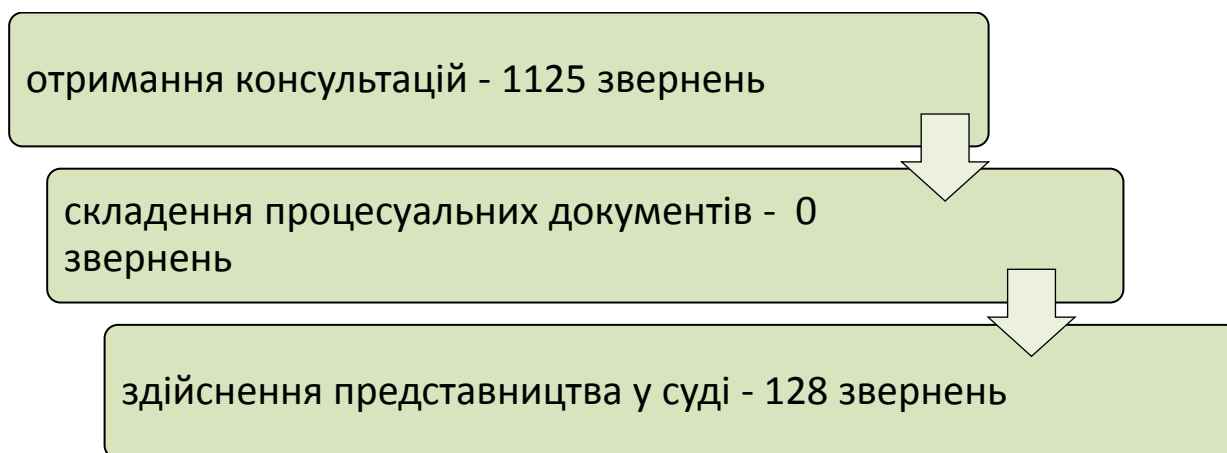 отримання консультацій - 1125 звернень
складення процесуальних документів -  0
звернень
здійснення представництва у суді - 128 звернень